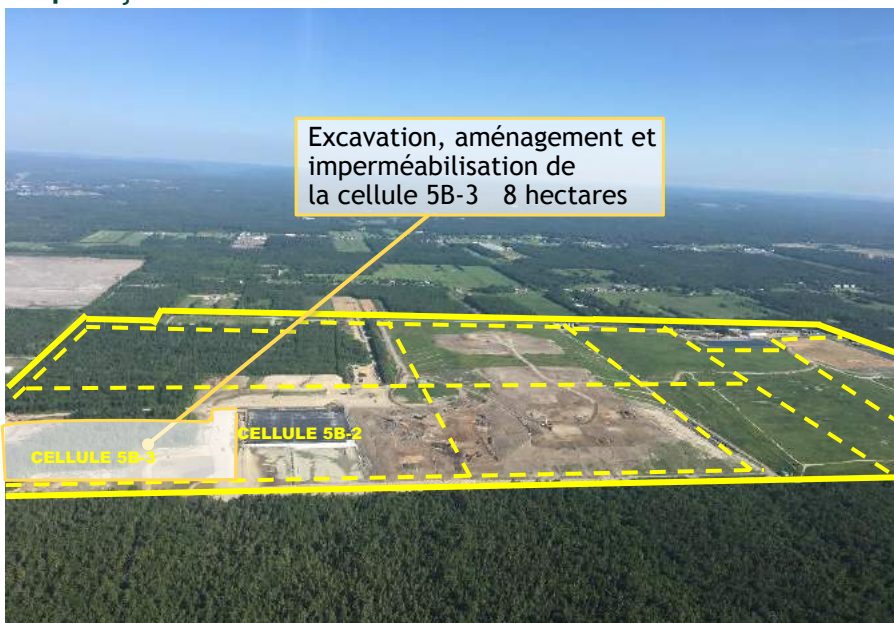 Excavation, aménagement et
imperméabilisation de
la cellule 5B-3 8 hectares
CELLULE 5B-2
CELLULE 5B-3